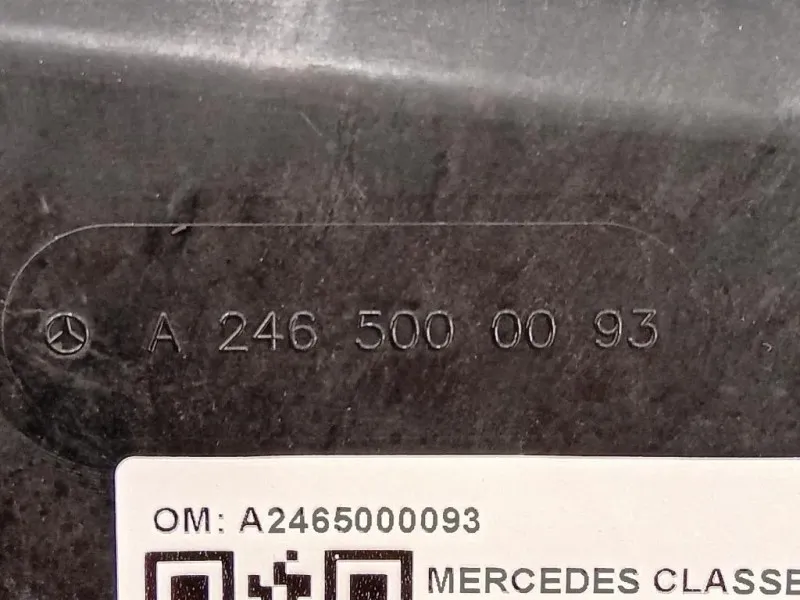 A 246 500 00 93
OM: A2465000093
MERCEDES CLASSE